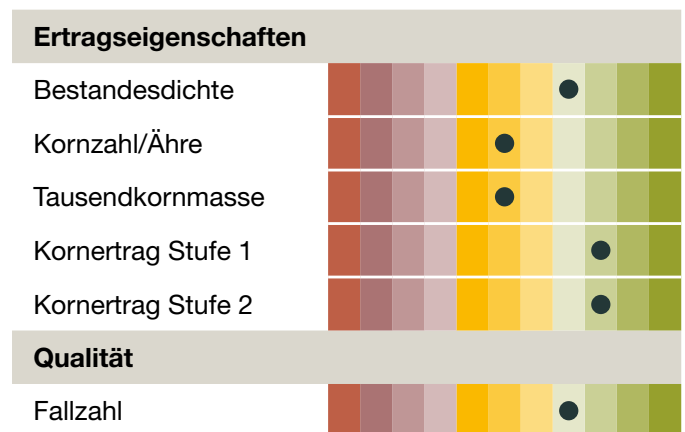 Ertragseigenschaften
Bestandesdichte
Kornzahl/Ähre
Tausendkornmasse
Kornertrag Stufe 1
Kornertrag Stufe 2
Qualität
Fallzahl